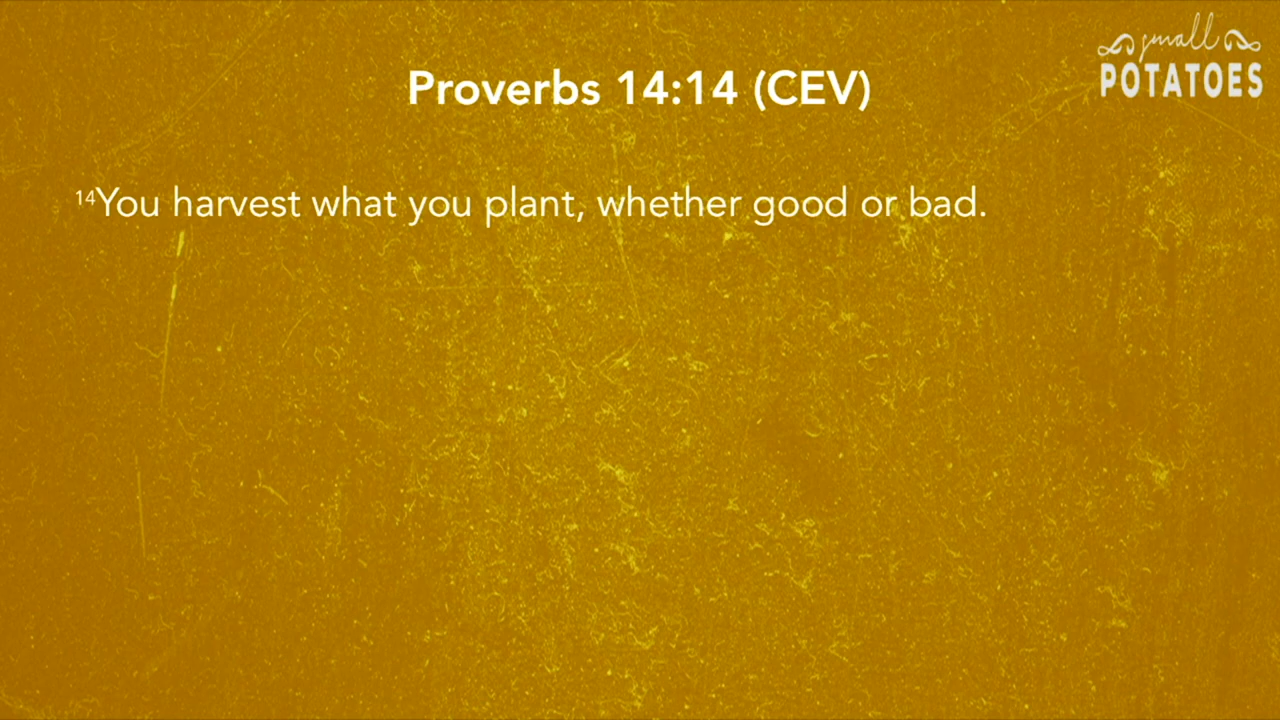 small
POTATOES
Proverbs 14:14 (CEV)
14You harvest what you plant, whether good or bad.